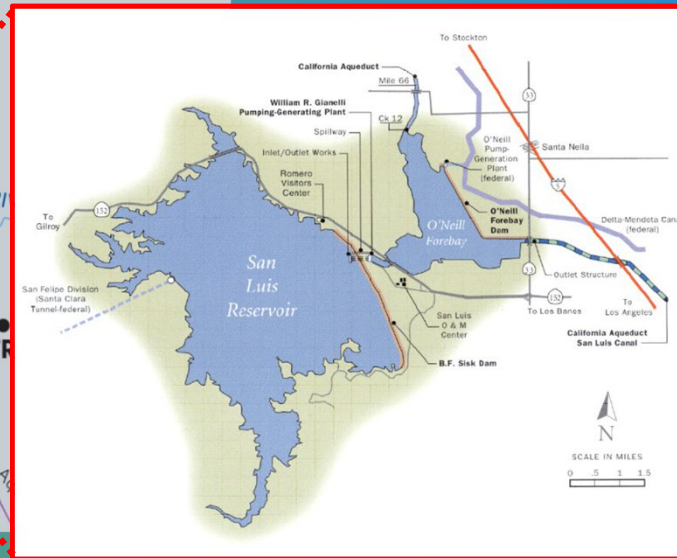 To Stockton
California Aqueduct
Mile 66
33
William R. Gianelli
Pumping-Generating Plant
Ck 12
Spillway
O'Neill
Pump-
Generation
Plant
(federal)
Santa Nella
Inlet/Outlet Works
Romero
Visitors
Center
5
152
To
Gilroy
O'Neill
Forebay
O'Neill
Forebay
Dam
Delta-Mendota Canal
(federal)
San
Luis
Reservoir
33
Outlet Structure
San Felipe Division
(Santa Clara
Tunnel-federal)
152
To Los Banos
To
Los Angeles
San Luis
O & M
Center
California Aqueduct
San Luis Canal
B.F. Sisk Dam
N
SCALE IN MILES
0 .5 1 1.5